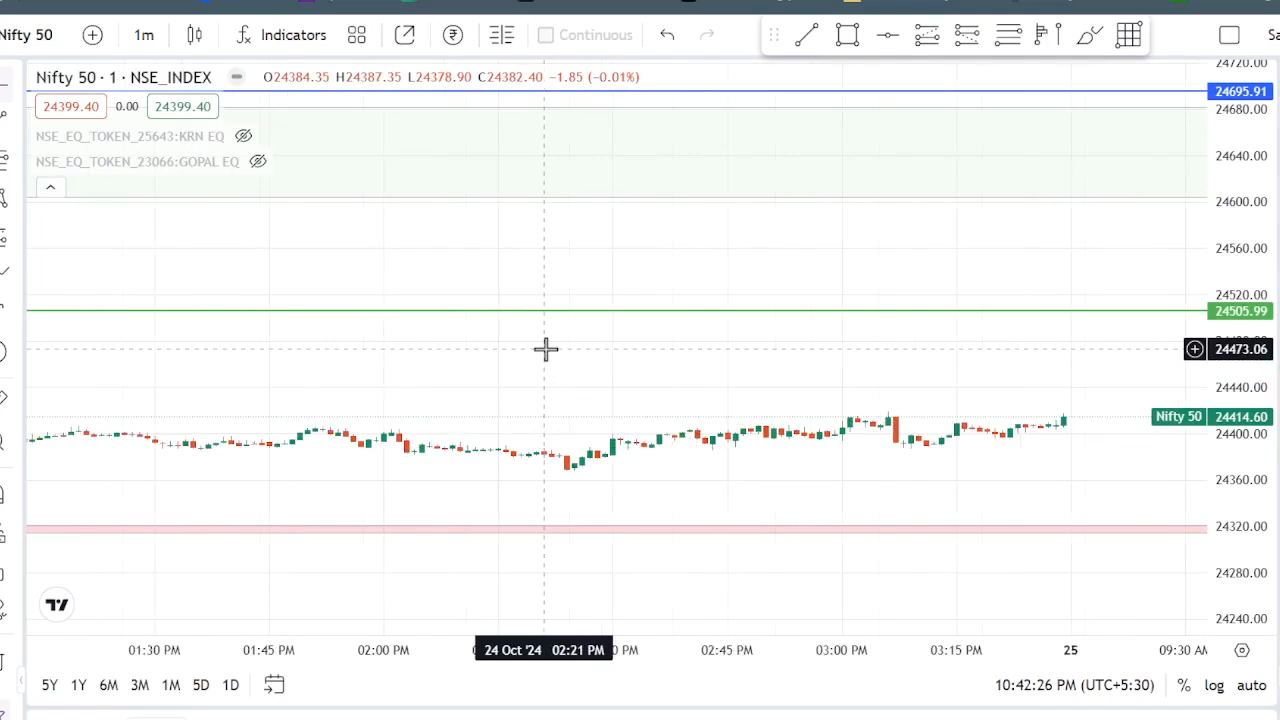 Nifty 50 1m Indicators Continuous
Nifty 50 · 1 · NSE_INDEX O24384.35 H24387.35 L24378.90 C24382.40 −1.85 (−0.01%)
24399.40 0.00 24399.40
NSE_EQ_TOKEN_25643:KRN EQ
NSE_EQ_TOKEN_23066:GOPAL EQ
24720.00
24695.91
24680.00
24640.00
24600.00
24560.00
24520.00
24505.99
24473.06
24440.00
Nifty 50 24414.60
24400.00
24360.00
24320.00
24280.00
24240.00
01:30 PM 01:45 PM 02:00 PM 24 Oct '24 02:21 PM PM 02:45 PM 03:00 PM 03:15 PM 25 09:30 AM
5Y 1Y 6M 3M 1M 5D 1D 10:42:26 PM (UTC+5:30) % log auto